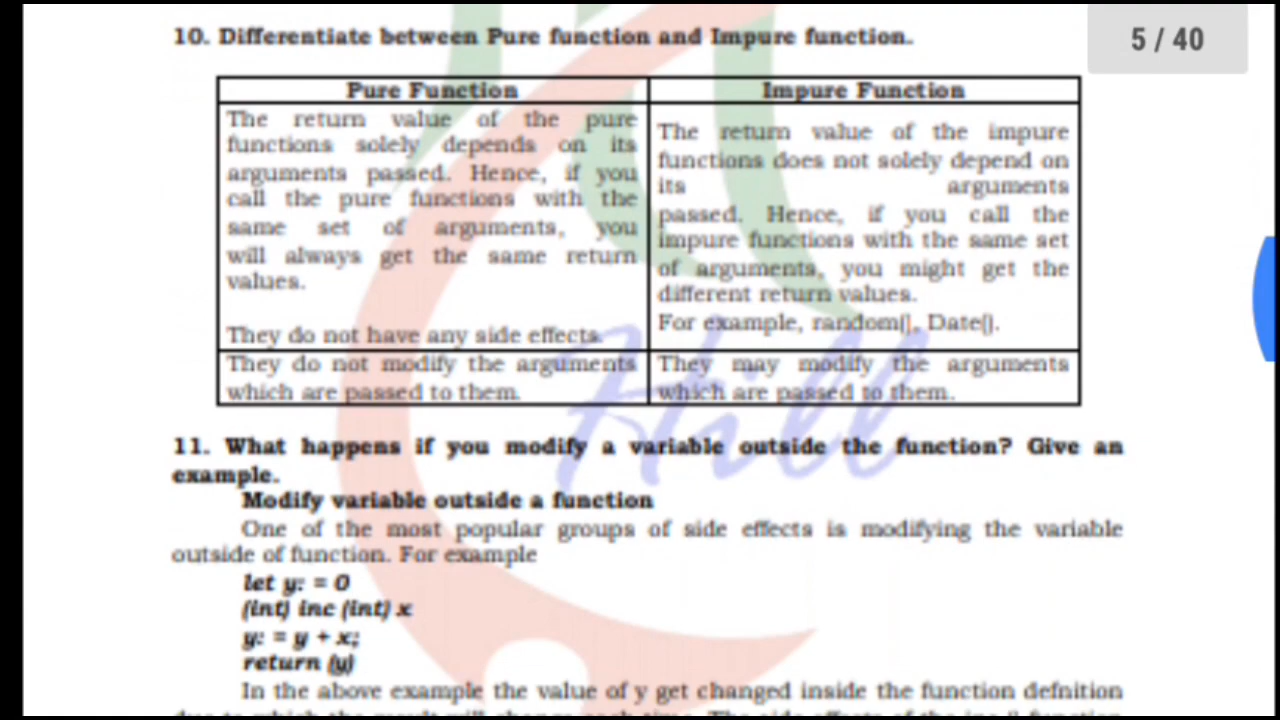 5 / 40
10. Differentiate between Pure function and Impure function.
Pure Function
The return value of the pure
functions solely depends on its
arguments passed. Hence, if you
call the pure functions with the
same set of arguments, you
will always get the same return
values.
They do not have any side effects.
Impure Function
The return value of the impure
functions does not solely depend on
its arguments
passed. Hence, if you call the
impure functions with the same set
of arguments, you might get the
different return values.
For example, random(), Date().
They do not modify the arguments
which are passed to them.
They may modify the arguments
which are passed to them.
Hill
11. What happens if you modify a variable outside the function? Give an
example.
Modify variable outside a function
One of the most popular groups of side effects is modifying the variable
outside of function. For example
let y: = 0
(int) inc (int) x
y: = y + x;
return (y)
In the above example the value of y get changed inside the function defnition